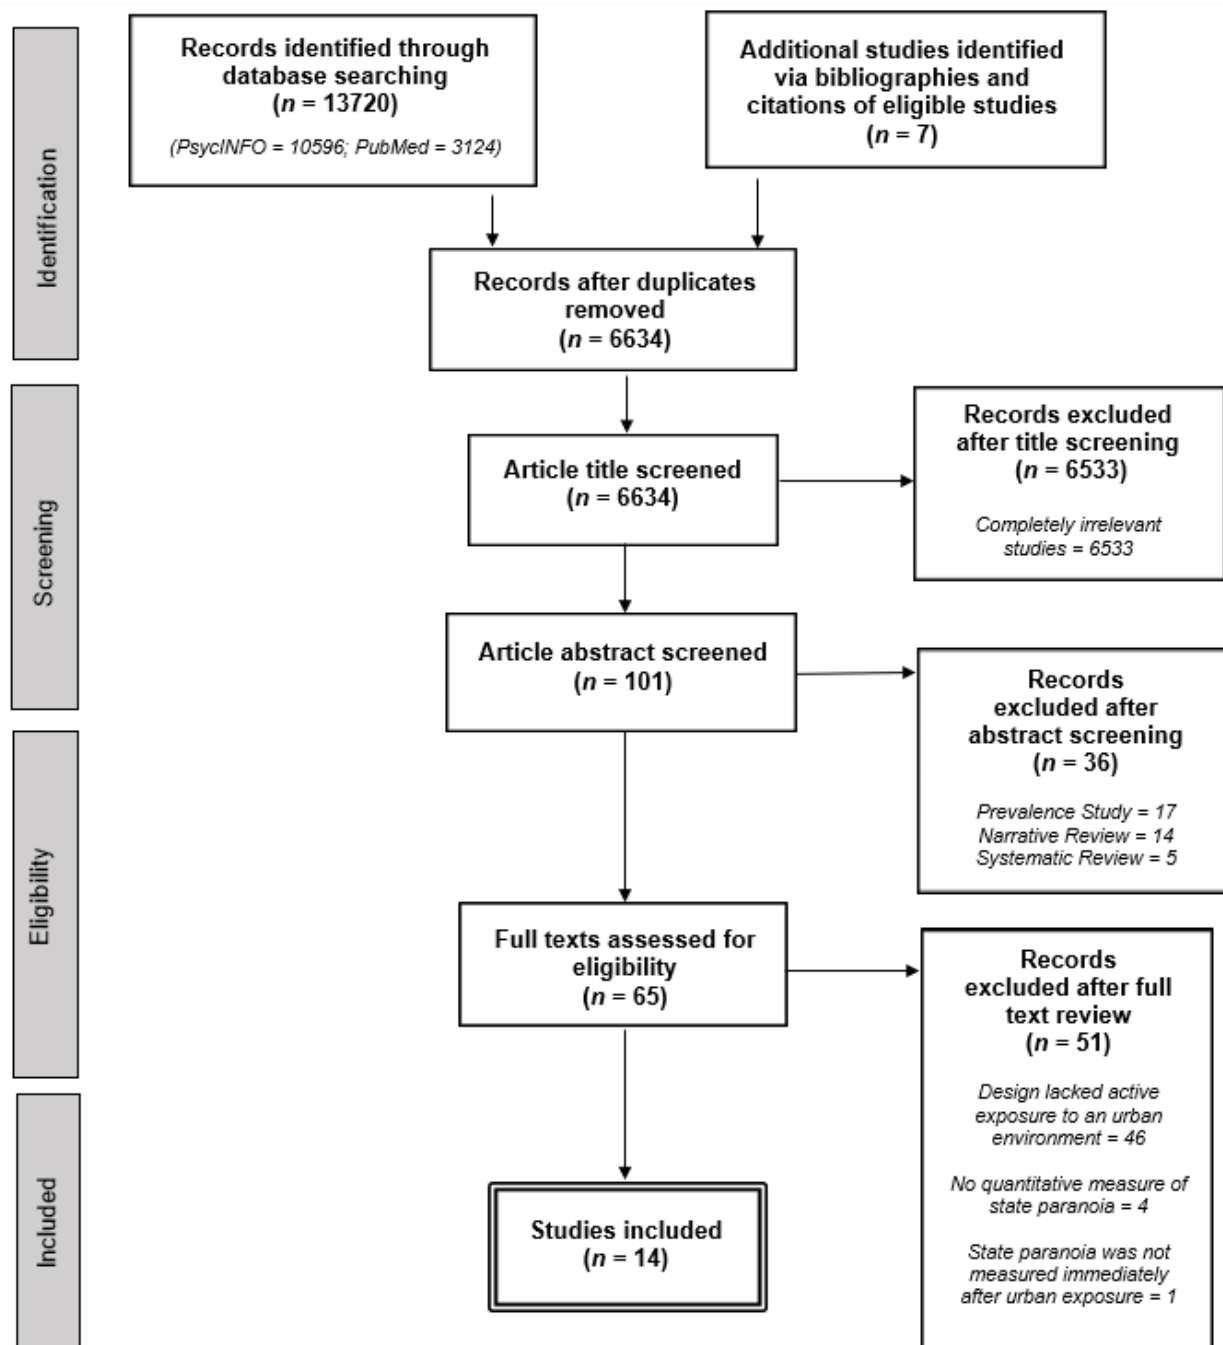 Identification
Records identified through
database searching
(n = 13720)
(PsycINFO = 10596; PubMed = 3124)
Additional studies identified
via bibliographies and
citations of eligible studies
(n = 7)
Records after duplicates
removed
(n = 6634)
Screening
Article title screened
(n = 6634)
Records excluded
after title screening
(n = 6533)
Completely irrelevant
studies = 6533
Article abstract screened
(n = 101)
Records
excluded after
abstract screening
(n = 36)
Prevalence Study = 17
Narrative Review = 14
Systematic Review = 5
Eligibility
Full texts assessed for
eligibility
(n = 65)
Records
excluded after full
text review
(n = 51)
Design lacked active
exposure to an urban
environment = 46
No quantitative measure of
state paranoia = 4
State paranoia was not
measured immediately
after urban exposure = 1
Included
Studies included
(n = 14)